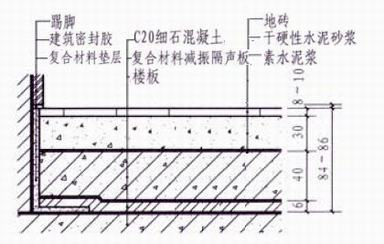 踢脚
建筑密封胶
复合材料垫层
C20细石混凝土
复合材料减振隔声板
楼板
地砖
干硬性水泥砂浆
素水泥浆
8~10
30
40
6
84~86